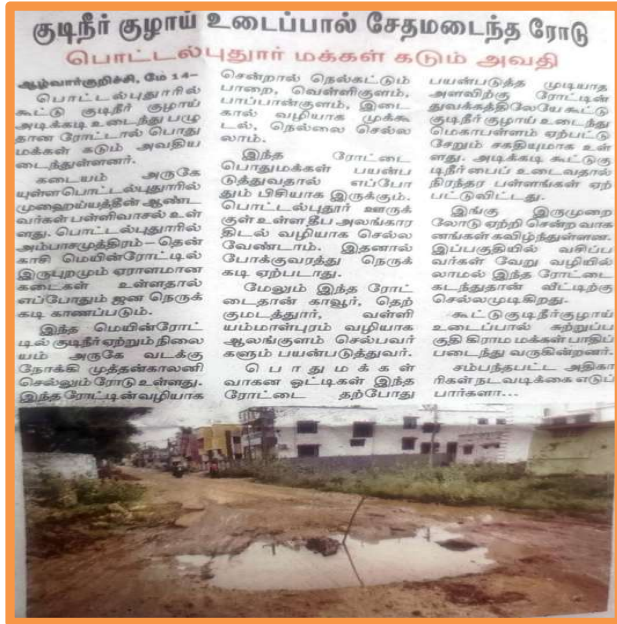 குடிநீர் குழாய் உடைப்பால் சேதமடைந்த ரோடு
பொட்டல்புதுார் மக்கள் கடும் அவதி
ஆழ்வார்குறிச்சி, மே 14–
பொட்டல்புதுாரில்
கூட்டு குடிநீர் குழாய்
அடிக்கடி உடைந்து பழு
தான ரோட்டால் பொது
மக்கள் கடும் அவதிய
டைந்துள்ளனர்.
கடையம் அருகே
யுள்ளபொட்டல்புதுாரில்
முஹைய்யத்தீன் ஆண்ட
வர்கள் பள்ளிவாசல் உள்
ளது. பொட்டல்புதுாரில்
அம்பாசமுத்திரம்–தென்
காசி மெயின்ரோட்டில்
இருபுறமும் ஏராளமான
கடைகள் உள்ளதால்
எப்போதும் ஜன நெருக்
கடி காணப்படும்.
இந்த மெயின்ரோட்
டில் குடிநீர் ஏற்றும் நிலை
யம் அருகே வடக்கு
நோக்கி முத்தன்காலனி
செல்லும் ரோடு உள்ளது.
இந்த ரோட்டின் வழியாக
சென்றால் நெல்கட்டும்
பாறை, வெள்ளிகுளம்,
பாப்பான்குளம், இடை
கால் வழியாக முக்கூ
டல், நெல்லை செல்ல
லாம்.
இந்த ரோட்டை
பொதுமக்கள் பயன்ப
டுத்துவதால் எப்போ
தும் பிசியாக இருக்கும்.
பொட்டல்புதுார் ஊருக்
குள் உள்ள தீப அலங்கார
திடல் வழியாக செல்ல
வேண்டாம். இதனால்
போக்குவரத்து நெருக்
கடி ஏற்படாது.
மேலும் இந்த ரோட்
டைதான் காவூர், தெற்
குமடத்தூர், வள்ளி
யம்மாள்புரம் வழியாக
ஆலங்குளம் செல்பவர்
களும் பயன்படுத்துவர்.
பொதுமக்கள்
வாகன ஓட்டிகள் இந்த
ரோட்டை தற்போது
பயன்படுத்த முடியாத
அளவிற்கு ரோட்டின்
துவக்கத்திலேயே கூட்டு
குடிநீர் குழாய் உடைந்து
மெகாபள்ளம் ஏற்பட்டு
சேறும் சகதியுமாக உள்
ளது. அடிக்கடி கூட்டுகு
டிநீர் பைப் உடைவதால்
நிரந்தர பள்ளங்கள் ஏற்
பட்டுவிட்டது.
இங்கு இருமுறை
லோடு ஏற்றி சென்ற வாக
னங்கள் கவிழ்ந்துள்ளன.
இப்பகுதியில் வசிப்ப
வர்கள் வேறு வழியில்
லாமல் இந்த ரோட்டை
கடந்துதான் வீட்டிற்கு
செல்லமுடிகிறது.
கூட்டுகுடிநீர்குழாய்
உடைப்பால் சுற்றுப்ப
குதி கிராம மக்கள் பாதிப்
படைந்து வருகின்றனர்.
சம்பந்தபட்ட அதிகா
ரிகள் நடவடிக்கை எடுப்
பார்களா...